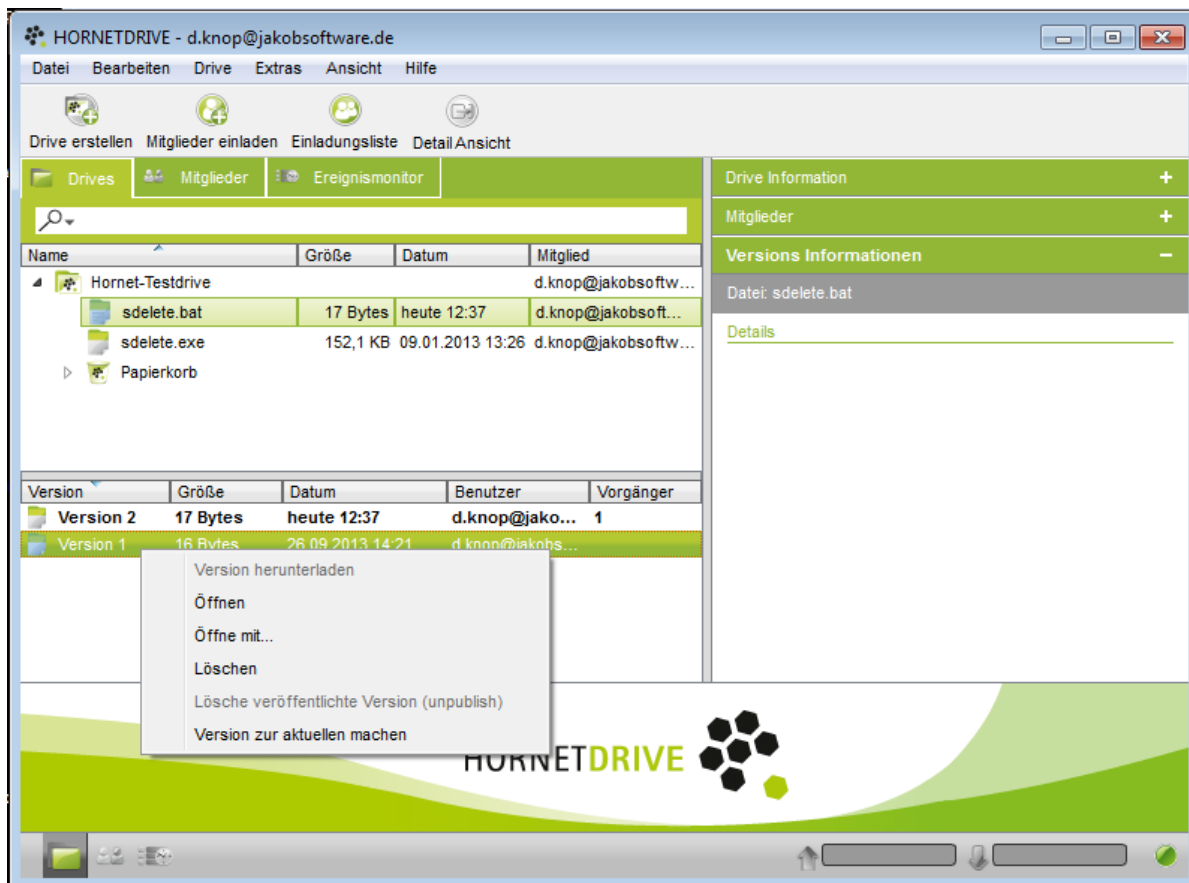 HORNETDRIVE - d.knop@jakobsoftware.de
Datei Bearbeiten Drive Extras Ansicht Hilfe
Drive erstellen Mitglieder einladen Einladungsliste Detail Ansicht
Drives Mitglieder Ereignismonitor
Name Größe Datum Mitglied
Hornet-Testdrive d.knop@jakobsoftw...
sdelete.bat 17 Bytes heute 12:37 d.knop@jakobsoft...
sdelete.exe 152,1 KB 09.01.2013 13:26 d.knop@jakobsoftw...
Papierkorb
Version Größe Datum Benutzer Vorgänger
Version 2 17 Bytes heute 12:37 d.knop@jako... 1
Version 1 16 Bytes 26.09.2013 14:21 d.knop@jakobs...
Version herunterladen
Öffnen
Öffne mit...
Löschen
Lösche veröffentlichte Version (unpublish)
Version zur aktuellen machen
Drive Information
Mitglieder
Versions Informationen
Datei: sdelete.bat
Details
HORNETDRIVE